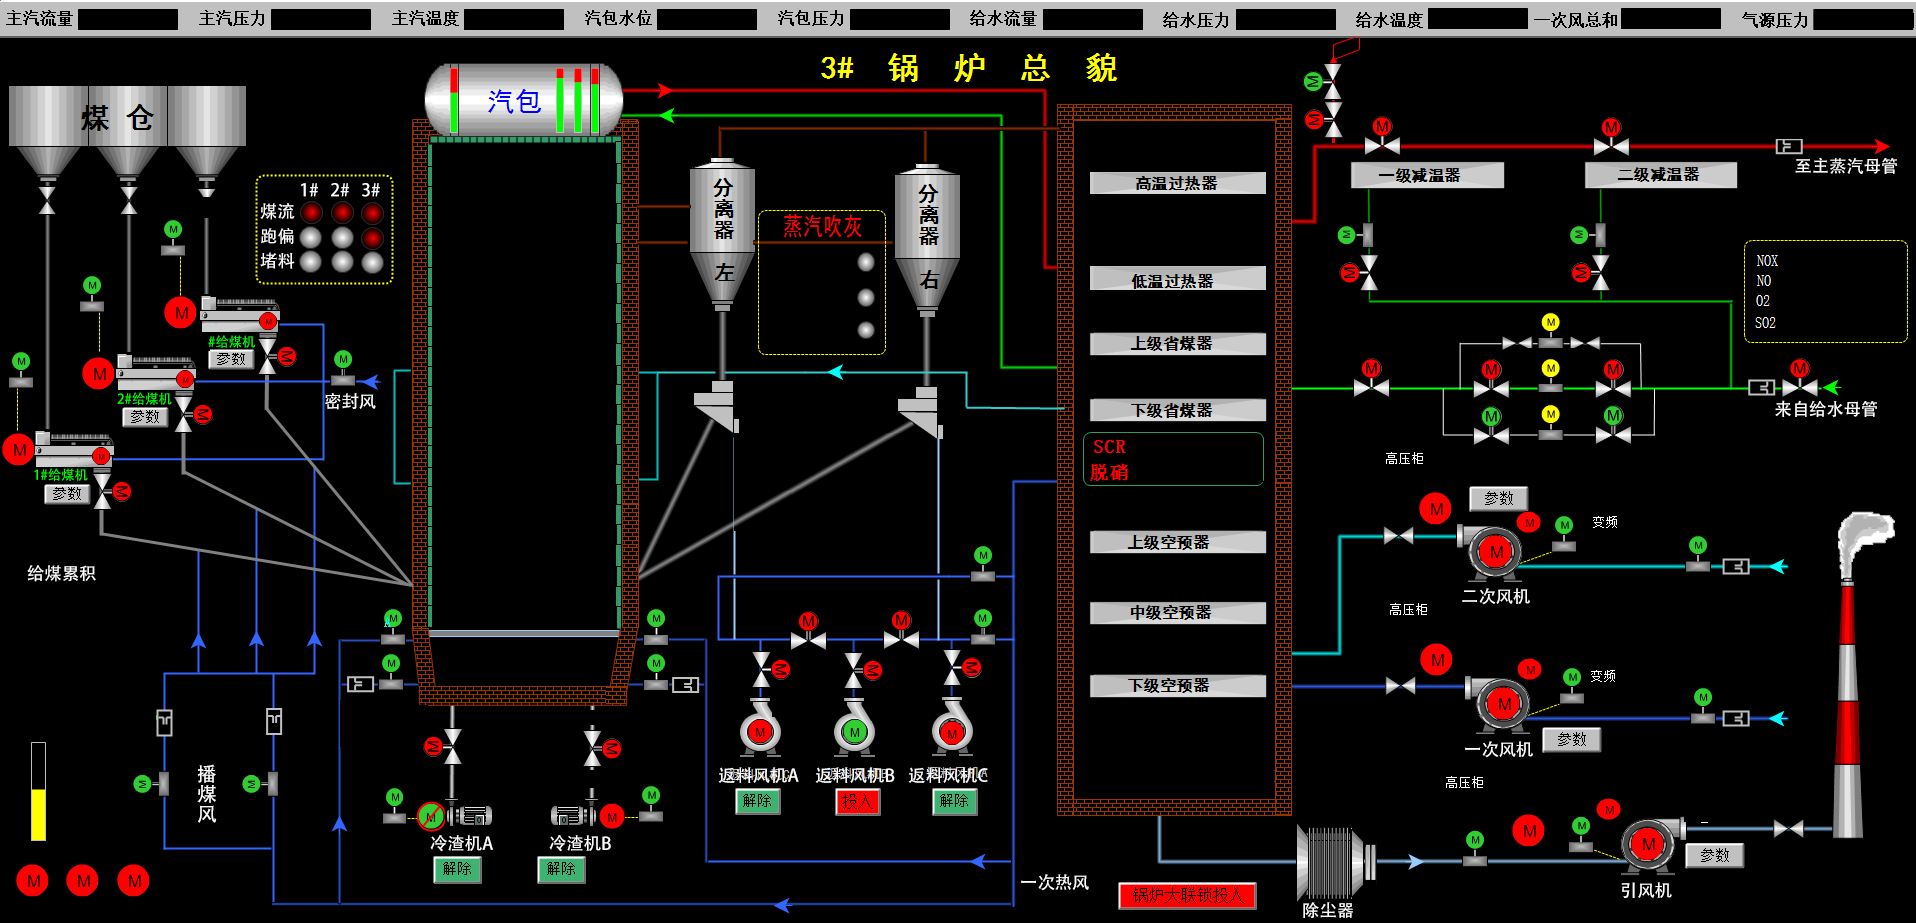 主汽流量 主汽压力 主汽温度 汽包水位 汽包压力 给水流量 给水压力 给水温度 一次风总和 气源压力
3# 锅 炉 总 貌
汽包
煤 仓
1# 2# 3#
煤流
跑偏
堵料
分离器 左
分离器 右
蒸汽吹灰
高温过热器
低温过热器
上级省煤器
下级省煤器
SCR
脱硝
上级空预器
中级空预器
下级空预器
一级减温器
二级减温器
至主蒸汽母管
NOX
NO
O2
SO2
来自给水母管
#给煤机
参数
2#给煤机
参数
1#给煤机
参数
密封风
给煤累积
播煤风
高压柜
参数
变频
二次风机
高压柜
变频
一次风机
参数
高压柜
参数
引风机
返料风机A
解除
返料风机B
投入
返料风机C
解除
冷渣机A
解除
冷渣机B
解除
一次热风
锅炉大联锁投入
除尘器
M